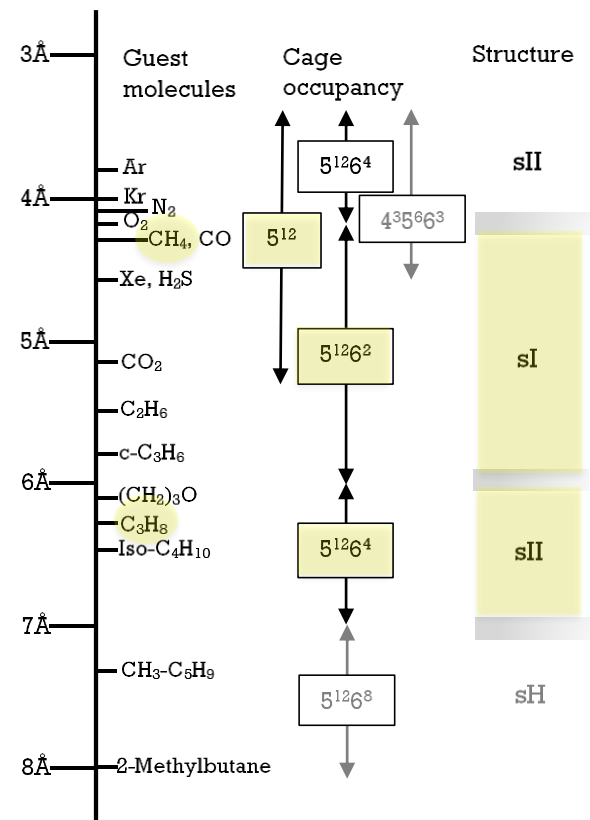 3Å
Guest molecules
Cage occupancy
Structure
Ar
5¹²6⁴
sII
4Å
Kr
N₂
O₂
CH₄, CO
5¹²
4³5⁶6³
Xe, H₂S
5Å
CO₂
5¹²6²
sI
C₂H₆
c-C₃H₆
6Å
(CH₂)₃O
C₃H₈
Iso-C₄H₁₀
5¹²6⁴
sII
7Å
CH₃-C₅H₉
5¹²6⁸
sH
8Å
2-Methylbutane